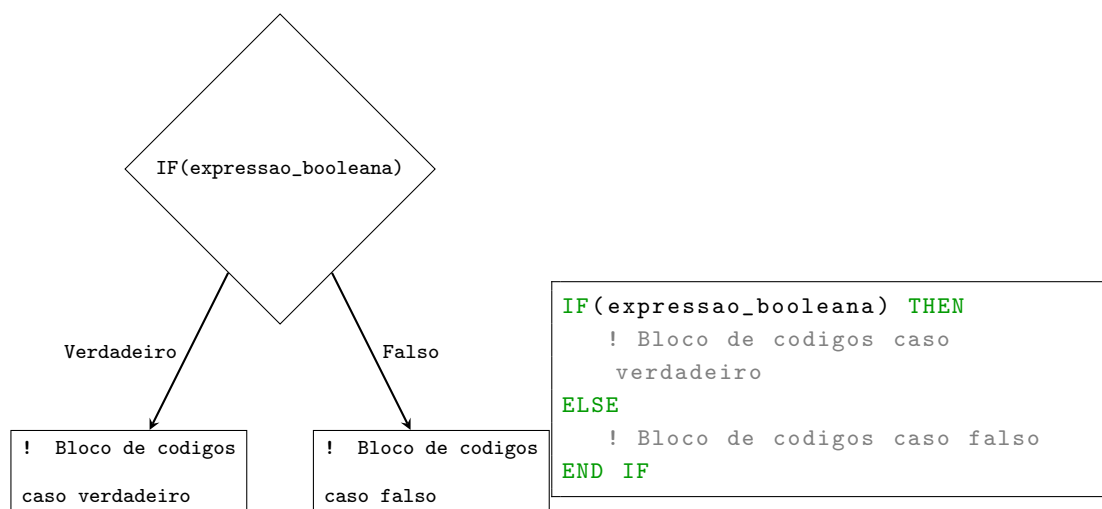 IF(expressao_booleana)
Verdadeiro
Falso
! Bloco de codigos
caso verdadeiro
! Bloco de codigos
caso falso
IF(expressao_booleana) THEN
! Bloco de codigos caso
verdadeiro
ELSE
! Bloco de codigos caso falso
END IF